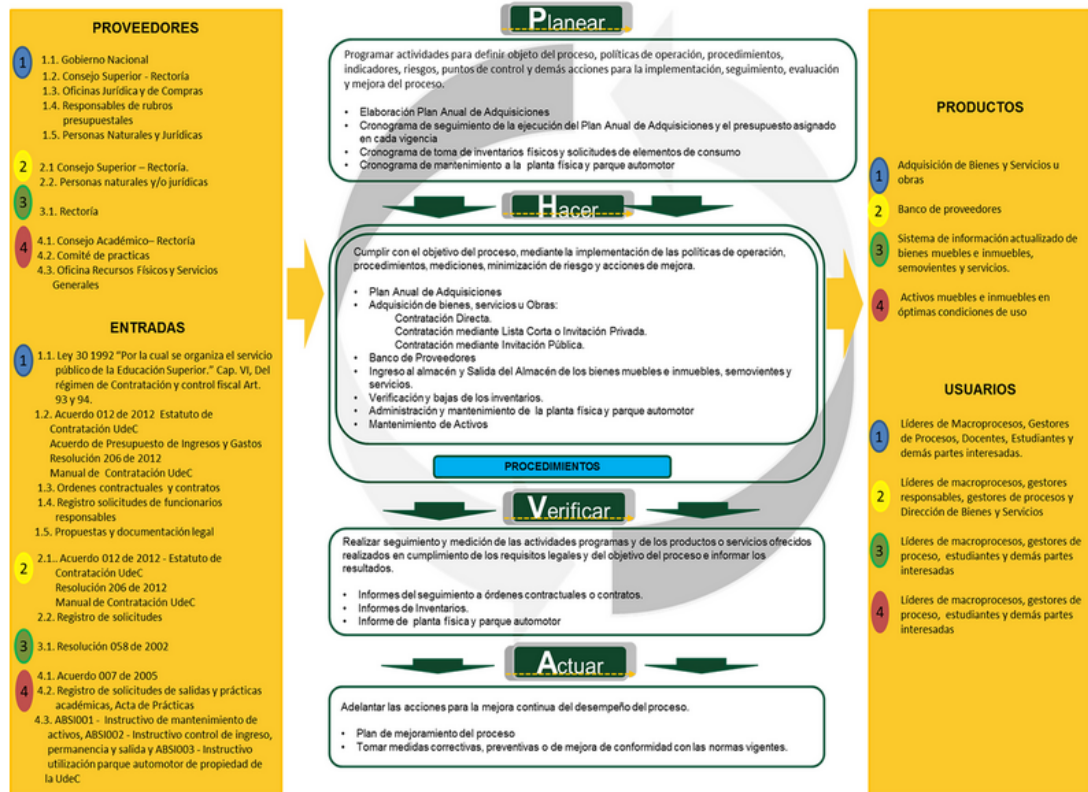 PROVEEDORES
1
1.1. Gobierno Nacional
1.2. Consejo Superior - Rectoría
1.3. Oficinas Jurídica y de Compras
1.4. Responsables de rubros
presupuestales
1.5. Personas Naturales y Jurídicas
2
2.1 Consejo Superior – Rectoría.
2.2. Personas naturales y/o jurídicas
3
3.1. Rectoría
4
4.1. Consejo Académico– Rectoría
4.2. Comité de practicas
4.3. Oficina Recursos Físicos y Servicios
Generales
ENTRADAS
1
1.1. Ley 30 1992 "Por la cual se organiza el servicio
público de la Educación Superior." Cap. VI, Del
régimen de Contratación y control fiscal Art.
93 y 94.
1.2. Acuerdo 012 de 2012 Estatuto de
Contratación UdeC
Acuerdo de Presupuesto de Ingresos y Gastos
Resolución 206 de 2012
Manual de Contratación UdeC
1.3. Ordenes contractuales y contratos
1.4. Registro solicitudes de funcionarios
responsables
1.5. Propuestas y documentación legal
2
2.1.. Acuerdo 012 de 2012 - Estatuto de
Contratación UdeC
Resolución 206 de 2012
Manual de Contratación UdeC
2.2. Registro de solicitudes
3
3.1. Resolución 058 de 2002
4
4.1. Acuerdo 007 de 2005
4.2. Registro de solicitudes de salidas y prácticas
académicas, Acta de Prácticas
4.3. ABSI001 - Instructivo de mantenimiento de
activos, ABSI002 - Instructivo control de ingreso,
permanencia y salida y ABSI003 - Instructivo
utilización parque automotor de propiedad de
la UdeC
Planear
Programar actividades para definir objeto del proceso, políticas de operación, procedimientos,
indicadores, riesgos, puntos de control y demás acciones para la implementación, seguimiento, evaluación
y mejora del proceso.
• Elaboración Plan Anual de Adquisiciones
• Cronograma de seguimiento de la ejecución del Plan Anual de Adquisiciones y el presupuesto asignado
en cada vigencia
• Cronograma de toma de inventarios físicos y solicitudes de elementos de consumo
• Cronograma de mantenimiento a la planta física y parque automotor
Hacer
Cumplir con el objetivo del proceso, mediante la implementación de las políticas de operación,
procedimientos, mediciones, minimización de riesgo y acciones de mejora.
• Plan Anual de Adquisiciones
• Adquisición de bienes, servicios u Obras:
Contratación Directa.
Contratación mediante Lista Corta o Invitación Privada.
Contratación mediante Invitación Pública.
• Banco de Proveedores
• Ingreso al almacén y Salida del Almacén de los bienes muebles e inmuebles, semovientes y
servicios.
• Verificación y bajas de los inventarios.
• Administración y mantenimiento de la planta física y parque automotor
• Mantenimiento de Activos
PROCEDIMIENTOS
Verificar
Realizar seguimiento y medición de las actividades programas y de los productos o servicios ofrecidos
realizados en cumplimiento de los requisitos legales y del objetivo del proceso e informar los
resultados.
• Informes del seguimiento a órdenes contractuales o contratos.
• Informes de Inventarios.
• Informe de planta física y parque automotor
Actuar
Adelantar las acciones para la mejora continua del desempeño del proceso.
• Plan de mejoramiento del proceso
• Tomar medidas correctivas, preventivas o de mejora de conformidad con las normas vigentes.
PRODUCTOS
1
Adquisición de Bienes y Servicios u
obras
2
Banco de proveedores
3
Sistema de información actualizado de
bienes muebles e inmuebles,
semovientes y servicios.
4
Activos muebles e inmuebles en
óptimas condiciones de uso
USUARIOS
1
Líderes de Macroprocesos, Gestores
de Procesos, Docentes, Estudiantes y
demás partes interesadas.
2
Líderes de macroprocesos, gestores
responsables, gestores de procesos y
Dirección de Bienes y Servicios
3
Líderes de macroprocesos, gestores de
proceso, estudiantes y demás partes
interesadas
4
Líderes de macroprocesos, gestores de
proceso, estudiantes y demás partes
interesadas